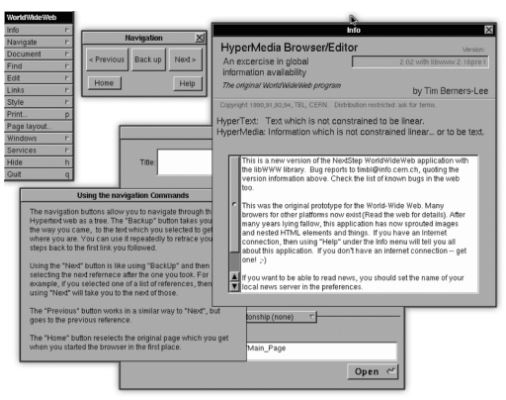 WorldWideWeb
Info
Navigate
Document
Find
Edit
Links
Style
Print... p
Page layout...
Windows
Services
Hide h
Quit q
Navigation
< Previous Back up Next >
Home Help
Title:
Using the navigation Commands
The navigation buttons allow you to navigate through th
Hypertext web as a tree. The "Backup" button takes you
the way you came, to the text which you selected to get
where you are. You can use it repeatedly to retrace you
steps back to the first link you followed.
Using the "Next" button is like using "BackUp" and then
selecting the next refernece after the one you took. For
example, if you selected one of a list of references, then
using "Next" will take you to the next of those.
The "Previous" button works in a similar way to "Next", but
goes to the previous reference.
The "Home" button reselects the original page which you get
when you started the browser in the first place.
Info
HyperMedia Browser/Editor
Version:
An excercise in global
information availability
2.02 with libwww
The original WorldWideWeb program
by Tim Berners-Lee
Copyright 1990,91,92,94, TEL, CERN. Distribution restricted: ask for terms.
HyperText: Text which is not constrained to be linear.
HyperMedia: Information which is not constrained linear... or to be text.
This is a new version of the NextStep WorldWideWeb application with
the libWWW library. Bug reports to timbl@info.cern.ch, quoting the
version information above. Check the list of known bugs in the web
too.
This was the original prototype for the World-Wide Web. Many
browers for other platforms now exist (Read the web for details). After
many years lying fallow, this application has now sprouted images
and nested HTML elements and things. If you have an Internet
connection, then using "Help" under the Info menu will tell you all
about this application. If you don't have an internet connection -- get
one! ;-)
If you want to be able to read news, you should set the name of your
local news server in the preferences.
tionship (none)
/Main_Page
Open